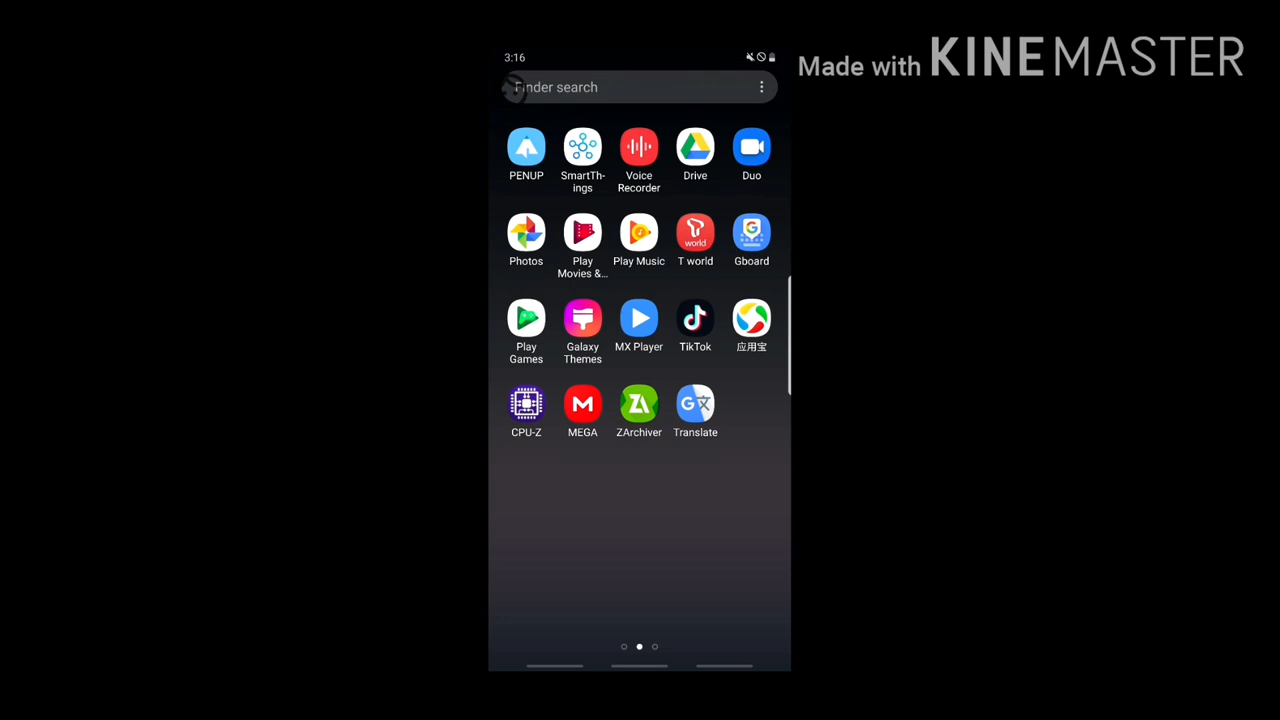 3:16
Made with KINEMASTER
Finder search
PENUP
SmartTh-
ings
Voice
Recorder
Drive
Duo
Photos
Play
Movies &...
Play Music
T world
world
Gboard
Play
Games
Galaxy
Themes
MX Player
TikTok
应用宝
CPU-Z
MEGA
ZArchiver
Translate